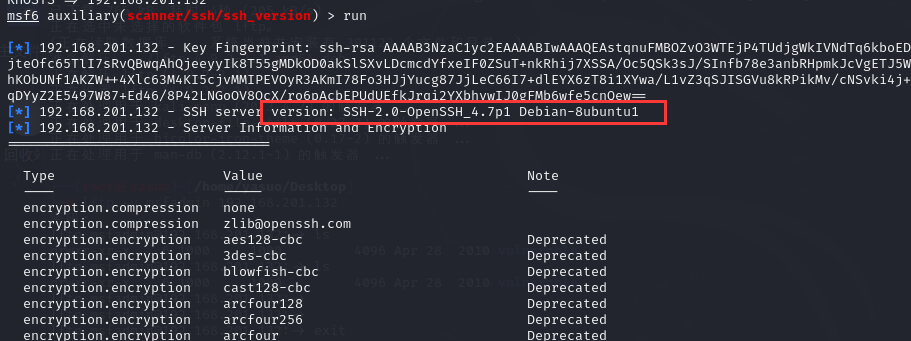 RHOSTS => 192.168.201.132
msf6 auxiliary(scanner/ssh/ssh_version) > run
[*] 192.168.201.132 - Key Fingerprint: ssh-rsa AAAAB3NzaC1yc2EAAAABIwAAAQEAstqnuFMBOZvO3WTEjP4TUdjgWkIVNdTq6kboED
jteOfc65TlI7sRvQBwqAhQjeeyyIk8T55gMDkOD0akSlSXvLDcmcdYfxeIF0ZSuT+nkRhij7XSSA/Oc5QSk3sJ/SInfb78e3anbRHpmkJcVgETJ5W
hKObUNf1AKZW++4Xlc63M4KI5cjvMMIPEVOyR3AKmI78Fo3HJjYucg87JjLeC66I7+dlEYX6zT8i1XYwa/L1vZ3qSJISGVu8kRPikMv/cNSvki4j+
qDYyZ2E5497W87+Ed46/8P42LNGoOV8OcX/ro6pAcbEPUdUEfkJrqi2YXbhvwIJ0gFMb6wfe5cnQew==
[*] 192.168.201.132 - SSH server version: SSH-2.0-OpenSSH_4.7p1 Debian-8ubuntu1
[*] 192.168.201.132 - Server Information and Encryption
Type Value Note
encryption.compression none
encryption.compression zlib@openssh.com
encryption.encryption aes128-cbc Deprecated
encryption.encryption 3des-cbc Deprecated
encryption.encryption blowfish-cbc Deprecated
encryption.encryption cast128-cbc Deprecated
encryption.encryption arcfour128 Deprecated
encryption.encryption arcfour256 Deprecated
encryption.encryption arcfour Deprecated